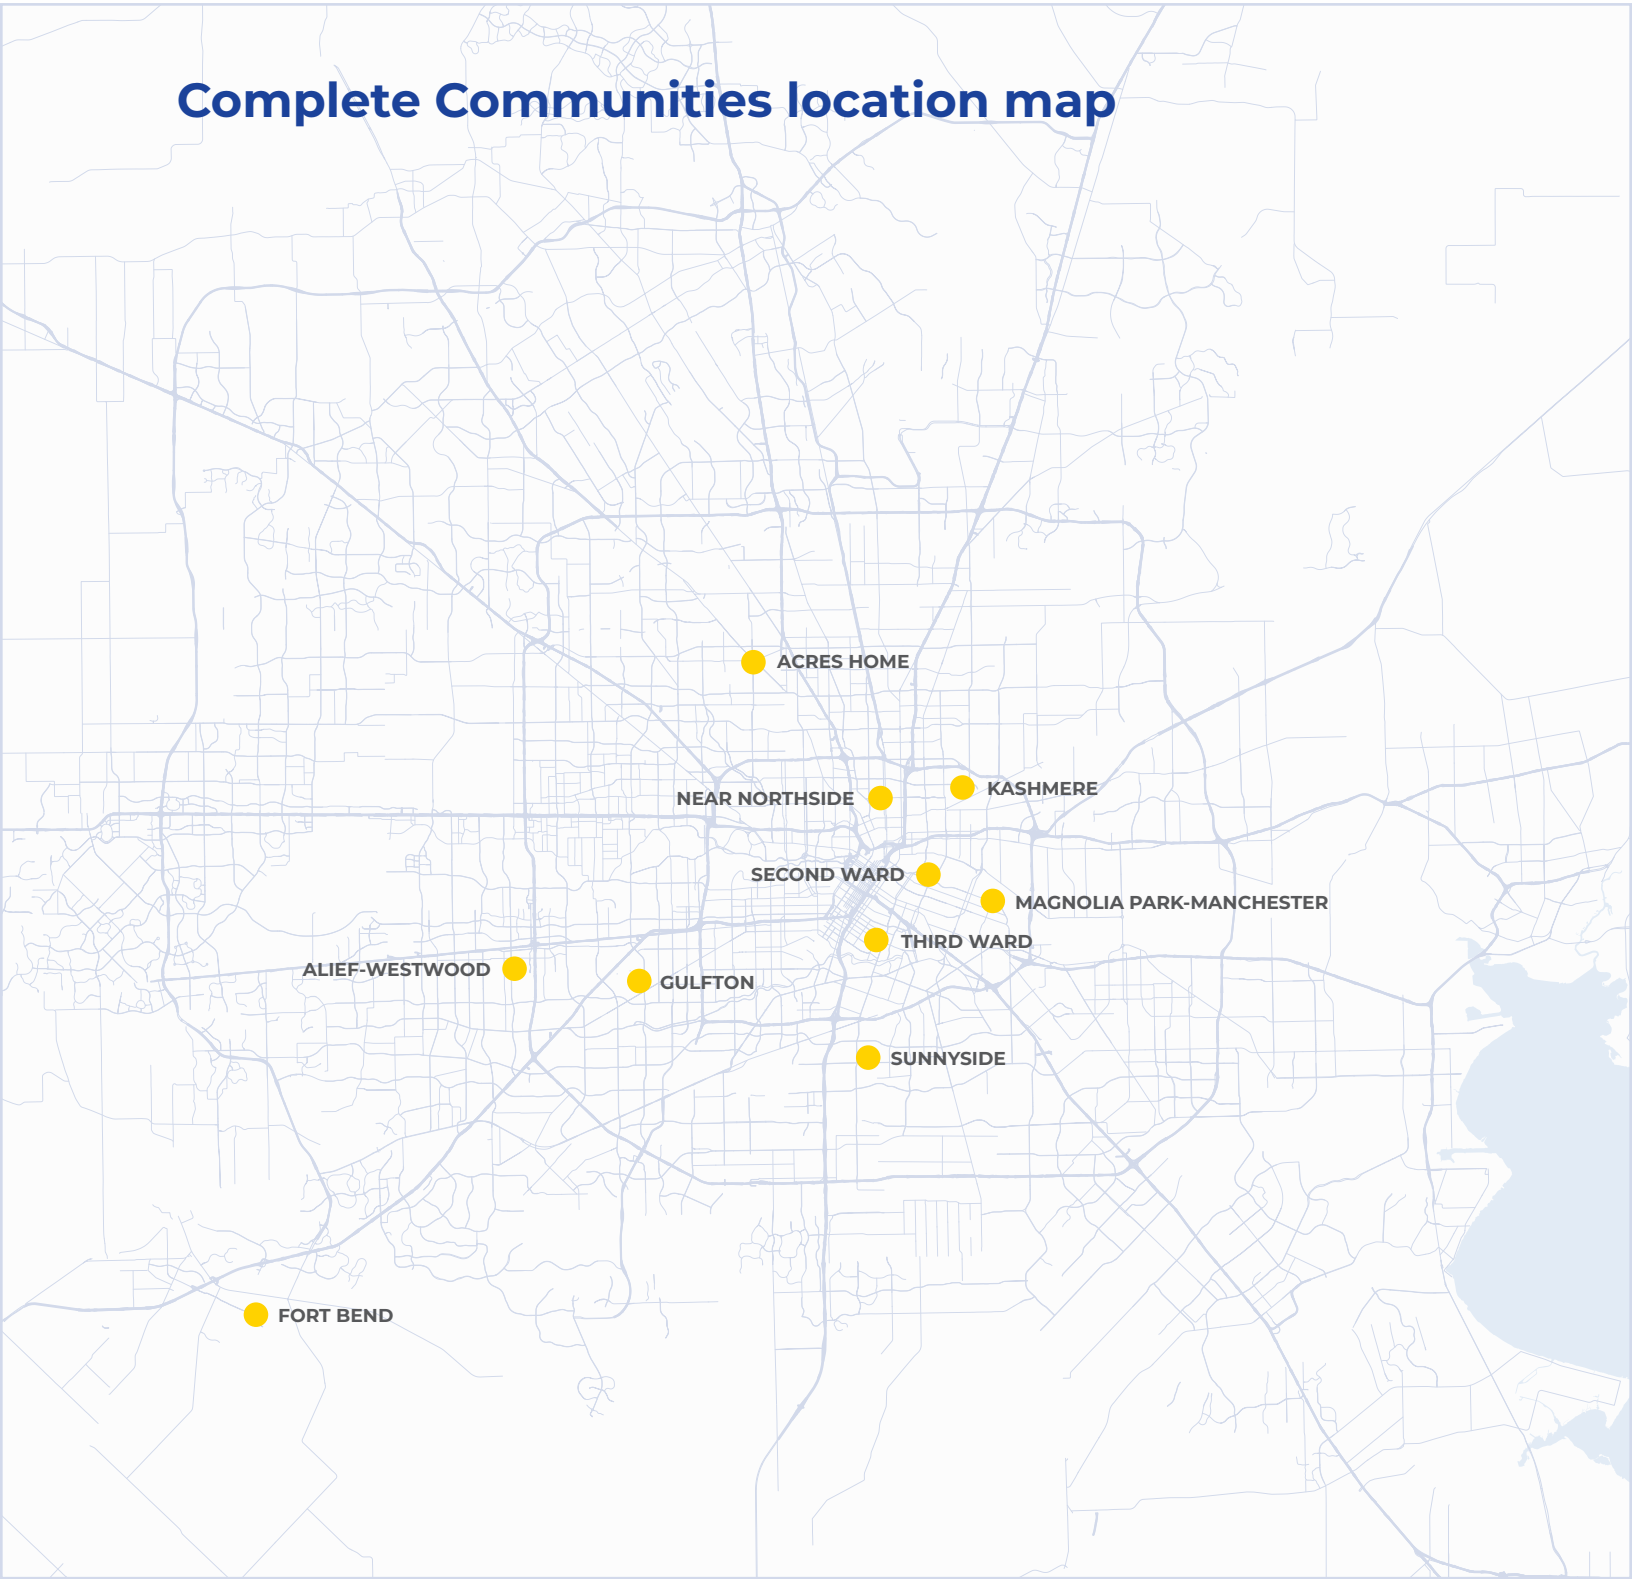 Complete Communities location map
ACRES HOME
KASHMERE
NEAR NORTHSIDE
SECOND WARD
MAGNOLIA PARK-MANCHESTER
THIRD WARD
ALIEF-WESTWOOD
GULFTON
SUNNYSIDE
FORT BEND